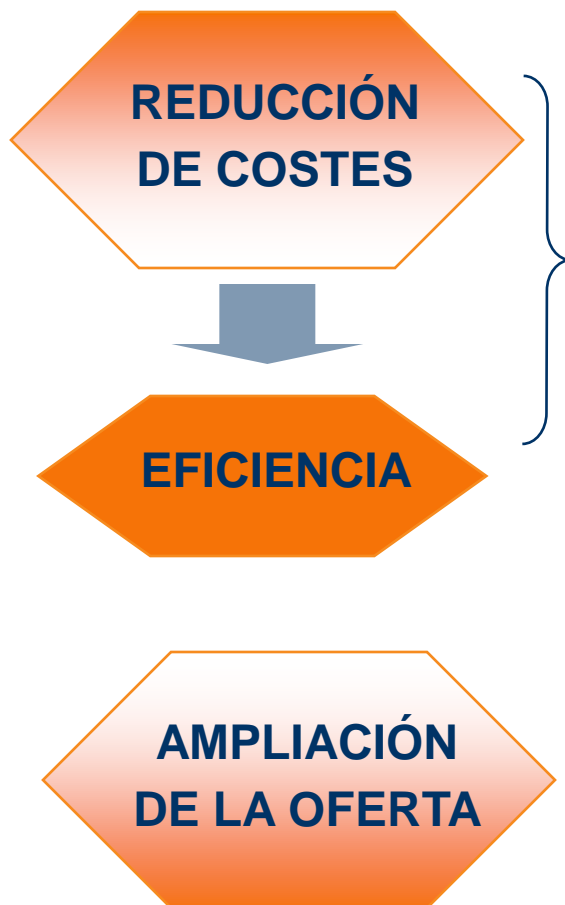 REDUCCIÓN
DE COSTES
EFICIENCIA
AMPLIACIÓN
DE LA OFERTA